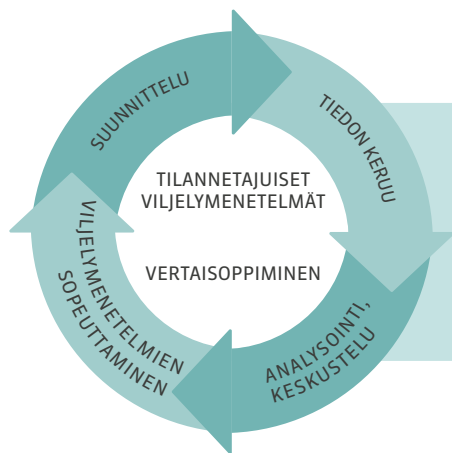 SUUNNITTELU
TIEDON KERUU
TILANNETAJUISET
VILJELYMENETELMÄT
VERTAISOPPIMINEN
ANALYSOINTI,
KESKUSTELU
VILJELYMENETELMIEN
SOPEUTTAMINEN